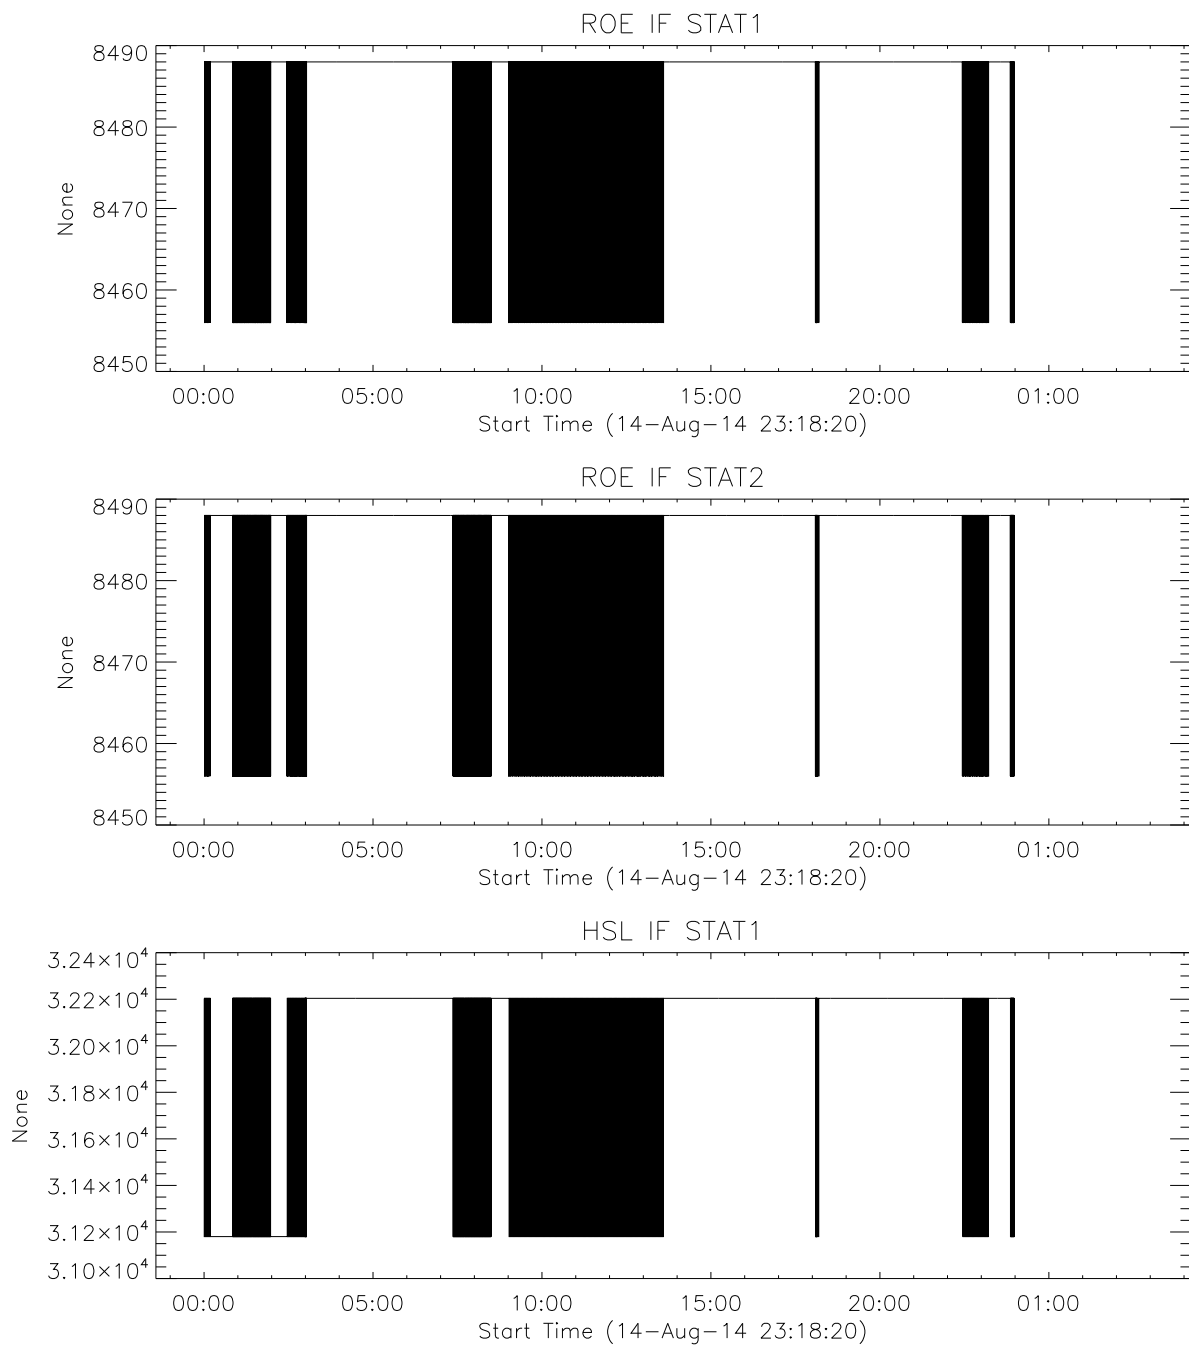 ROE IF STAT1
8490
8480
8470
8460
8450
None
00:00 05:00 10:00 15:00 20:00 01:00
Start Time (14-Aug-14 23:18:20)
ROE IF STAT2
8490
8480
8470
8460
8450
None
00:00 05:00 10:00 15:00 20:00 01:00
Start Time (14-Aug-14 23:18:20)
HSL IF STAT1
3.24×10⁴
3.22×10⁴
3.20×10⁴
3.18×10⁴
3.16×10⁴
3.14×10⁴
3.12×10⁴
3.10×10⁴
None
00:00 05:00 10:00 15:00 20:00 01:00
Start Time (14-Aug-14 23:18:20)